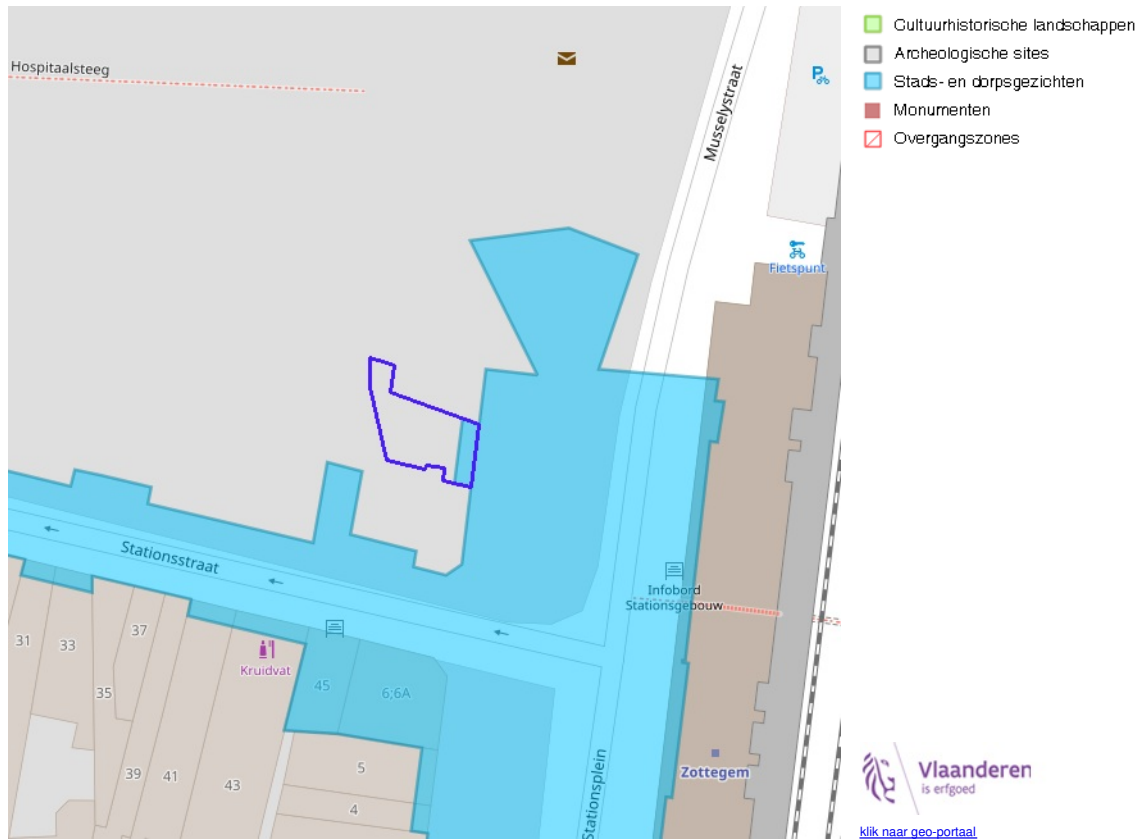 Hospitaalsteeg
Musselystraat
P
Fietspunt
Stationsstraat
Infobord
Stationsgebouw
31
33
37
35
Kruidvat
45
6;6A
39
41
43
5
4
Zottegem
Stationsplein
Cultuurhistorische landschappen
Archeologische sites
Stads- en dorpsgezichten
Monumenten
Overgangszones
Vlaanderen
is erfgoed
klik naar geo-portaal